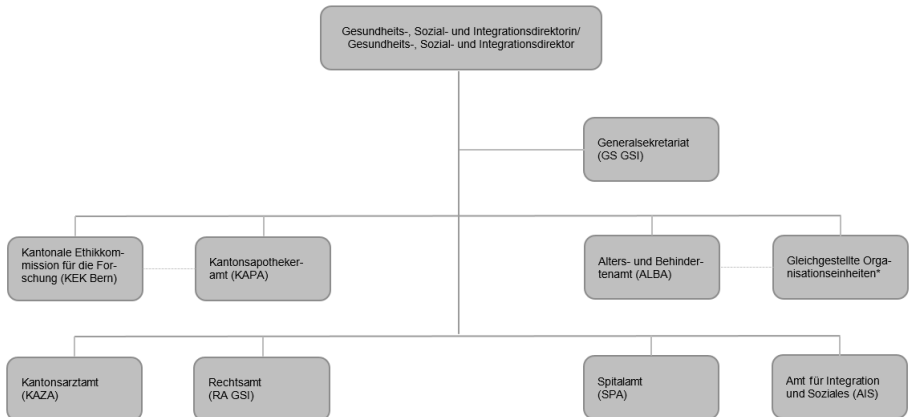 Gesundheits-, Sozial- und Integrationsdirektorin/
Gesundheits-, Sozial- und Integrationsdirektor
Generalsekretariat
(GS GSI)
Kantonale Ethikkom-
mission für die For-
schung (KEK Bern)
Kantonsapotheker-
amt (KAPA)
Alters- und Behinder-
tenamt (ALBA)
Gleichgestellte Orga-
nisationseinheiten*
Kantonsarztamt
(KAZA)
Rechtsamt
(RA GSI)
Spitalamt
(SPA)
Amt für Integration
und Soziales (AIS)